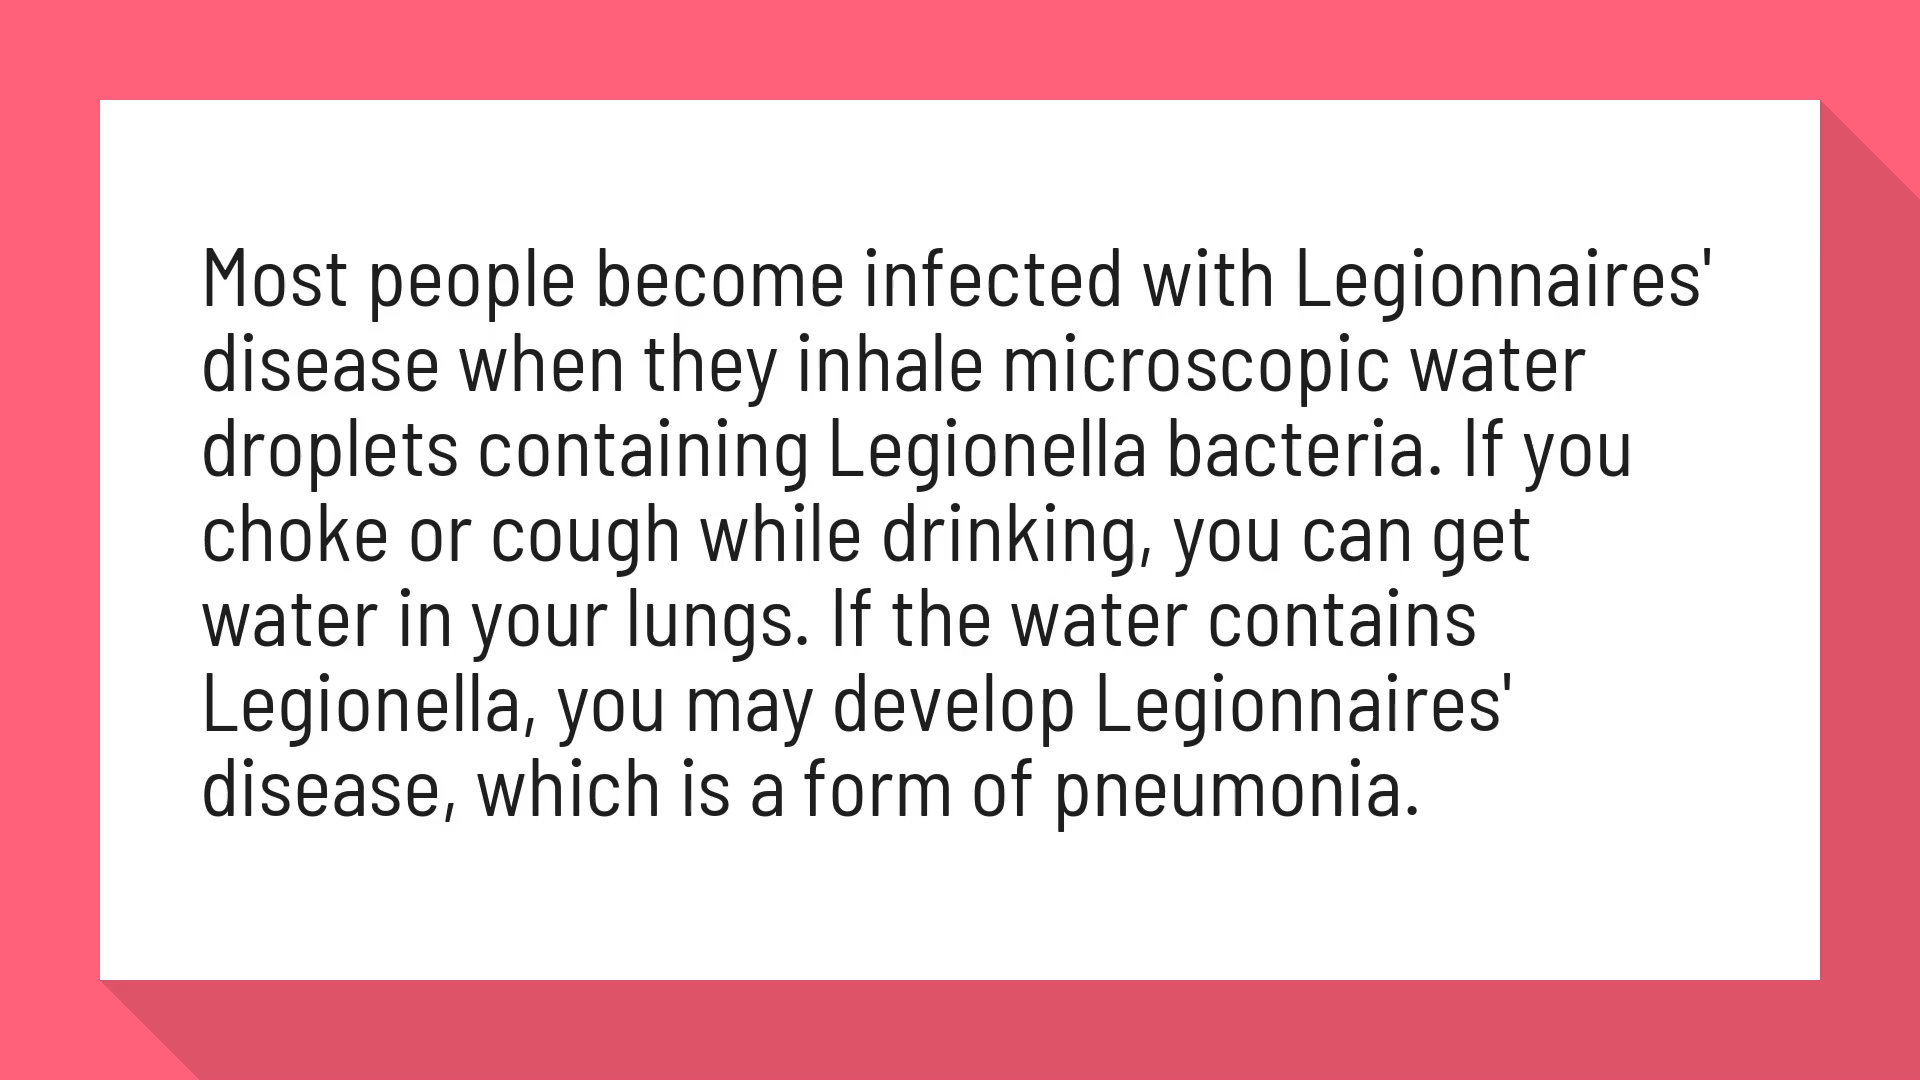 Most people become infected with Legionnaires'
disease when they inhale microscopic water
droplets containing Legionella bacteria. If you
choke or cough while drinking, you can get
water in your lungs. If the water contains
Legionella, you may develop Legionnaires'
disease, which is a form of pneumonia.